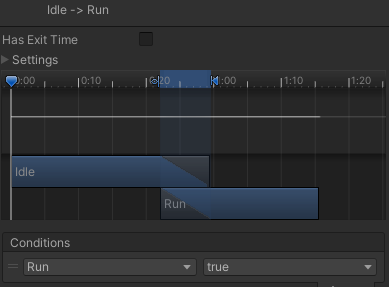 Idle -> Run
Has Exit Time
Settings
0:00 0:10 0:20 1:00 1:10 1:20
Idle
Run
Conditions
Run true